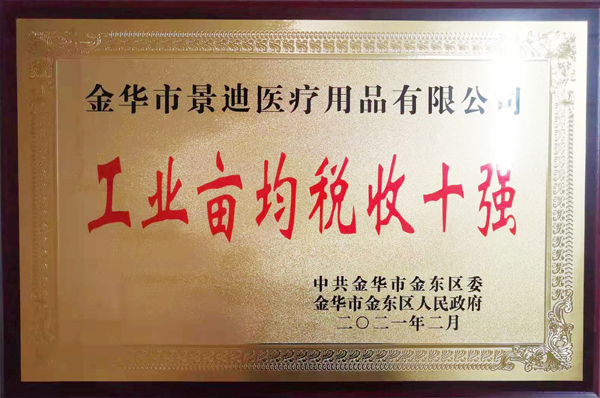 金华市景迪医疗用品有限公司
工业亩均税收十强
中共金华市金东区委
金华市金东区人民政府
二〇二一年二月